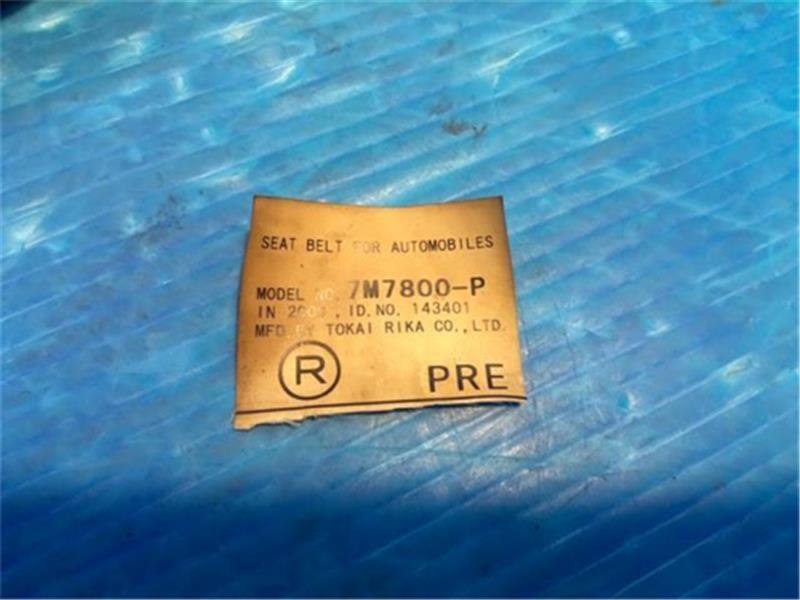 SEAT BELT FOR AUTOMOBILES
MODEL NO. 7M7800-P
IN , ID. NO. 143401
MFD. BY TOKAI RIKA CO., LTD.
R PRE